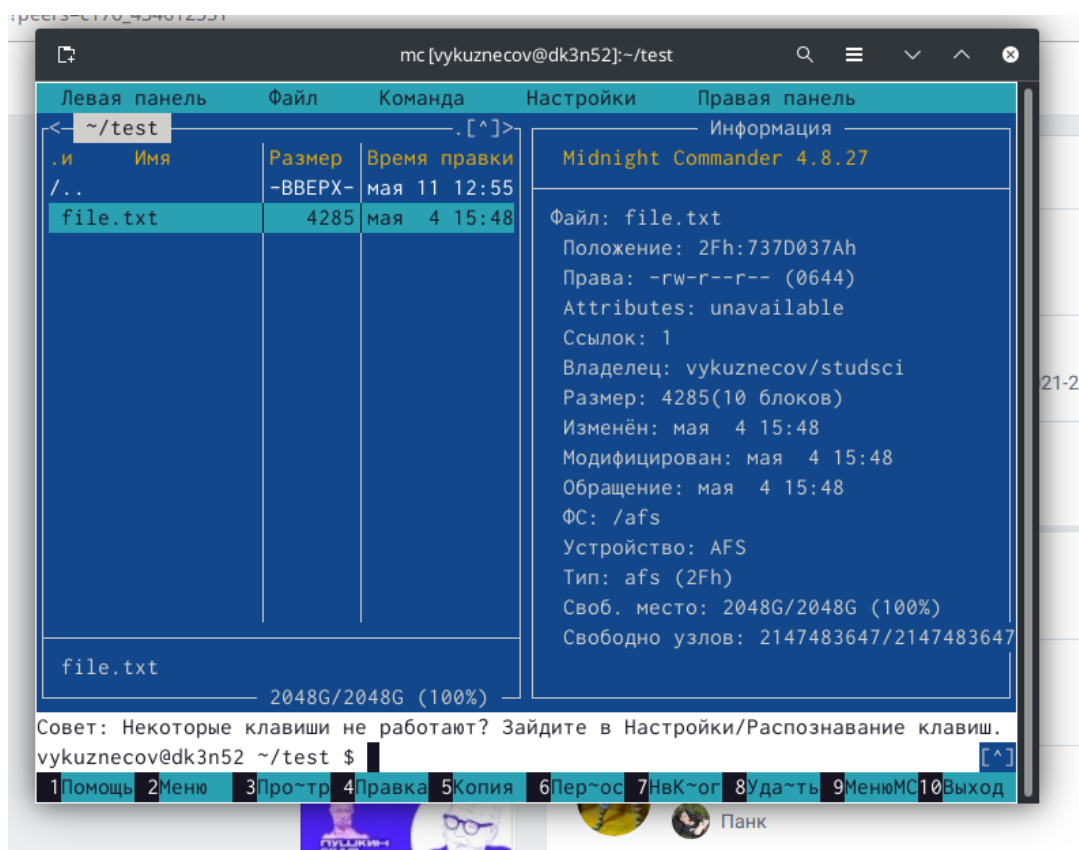 mc [vykuznecov@dk3n52]:~/test
Левая панель Файл Команда Настройки Правая панель
<─ ~/test .[^]>
.и Имя Размер Время правки
/.. -ВВЕРХ- мая 11 12:55
file.txt 4285 мая 4 15:48
file.txt
2048G/2048G (100%)
Информация
Midnight Commander 4.8.27
Файл: file.txt
Положение: 2Fh:737D037Ah
Права: -rw-r--r-- (0644)
Attributes: unavailable
Ссылок: 1
Владелец: vykuznecov/studsci
Размер: 4285(10 блоков)
Изменён: мая 4 15:48
Модифицирован: мая 4 15:48
Обращение: мая 4 15:48
ФС: /afs
Устройство: AFS
Тип: afs (2Fh)
Своб. место: 2048G/2048G (100%)
Свободно узлов: 2147483647/2147483647
21-2
Совет: Некоторые клавиши не работают? Зайдите в Настройки/Распознавание клавиш.
vykuznecov@dk3n52 ~/test $ [^]
1Помощь 2Меню 3Про~тр 4Правка 5Копия 6Пер~ос 7НвК~ог 8Уда~ть 9МенюMC 10Выход
ПУШКИН
Панк